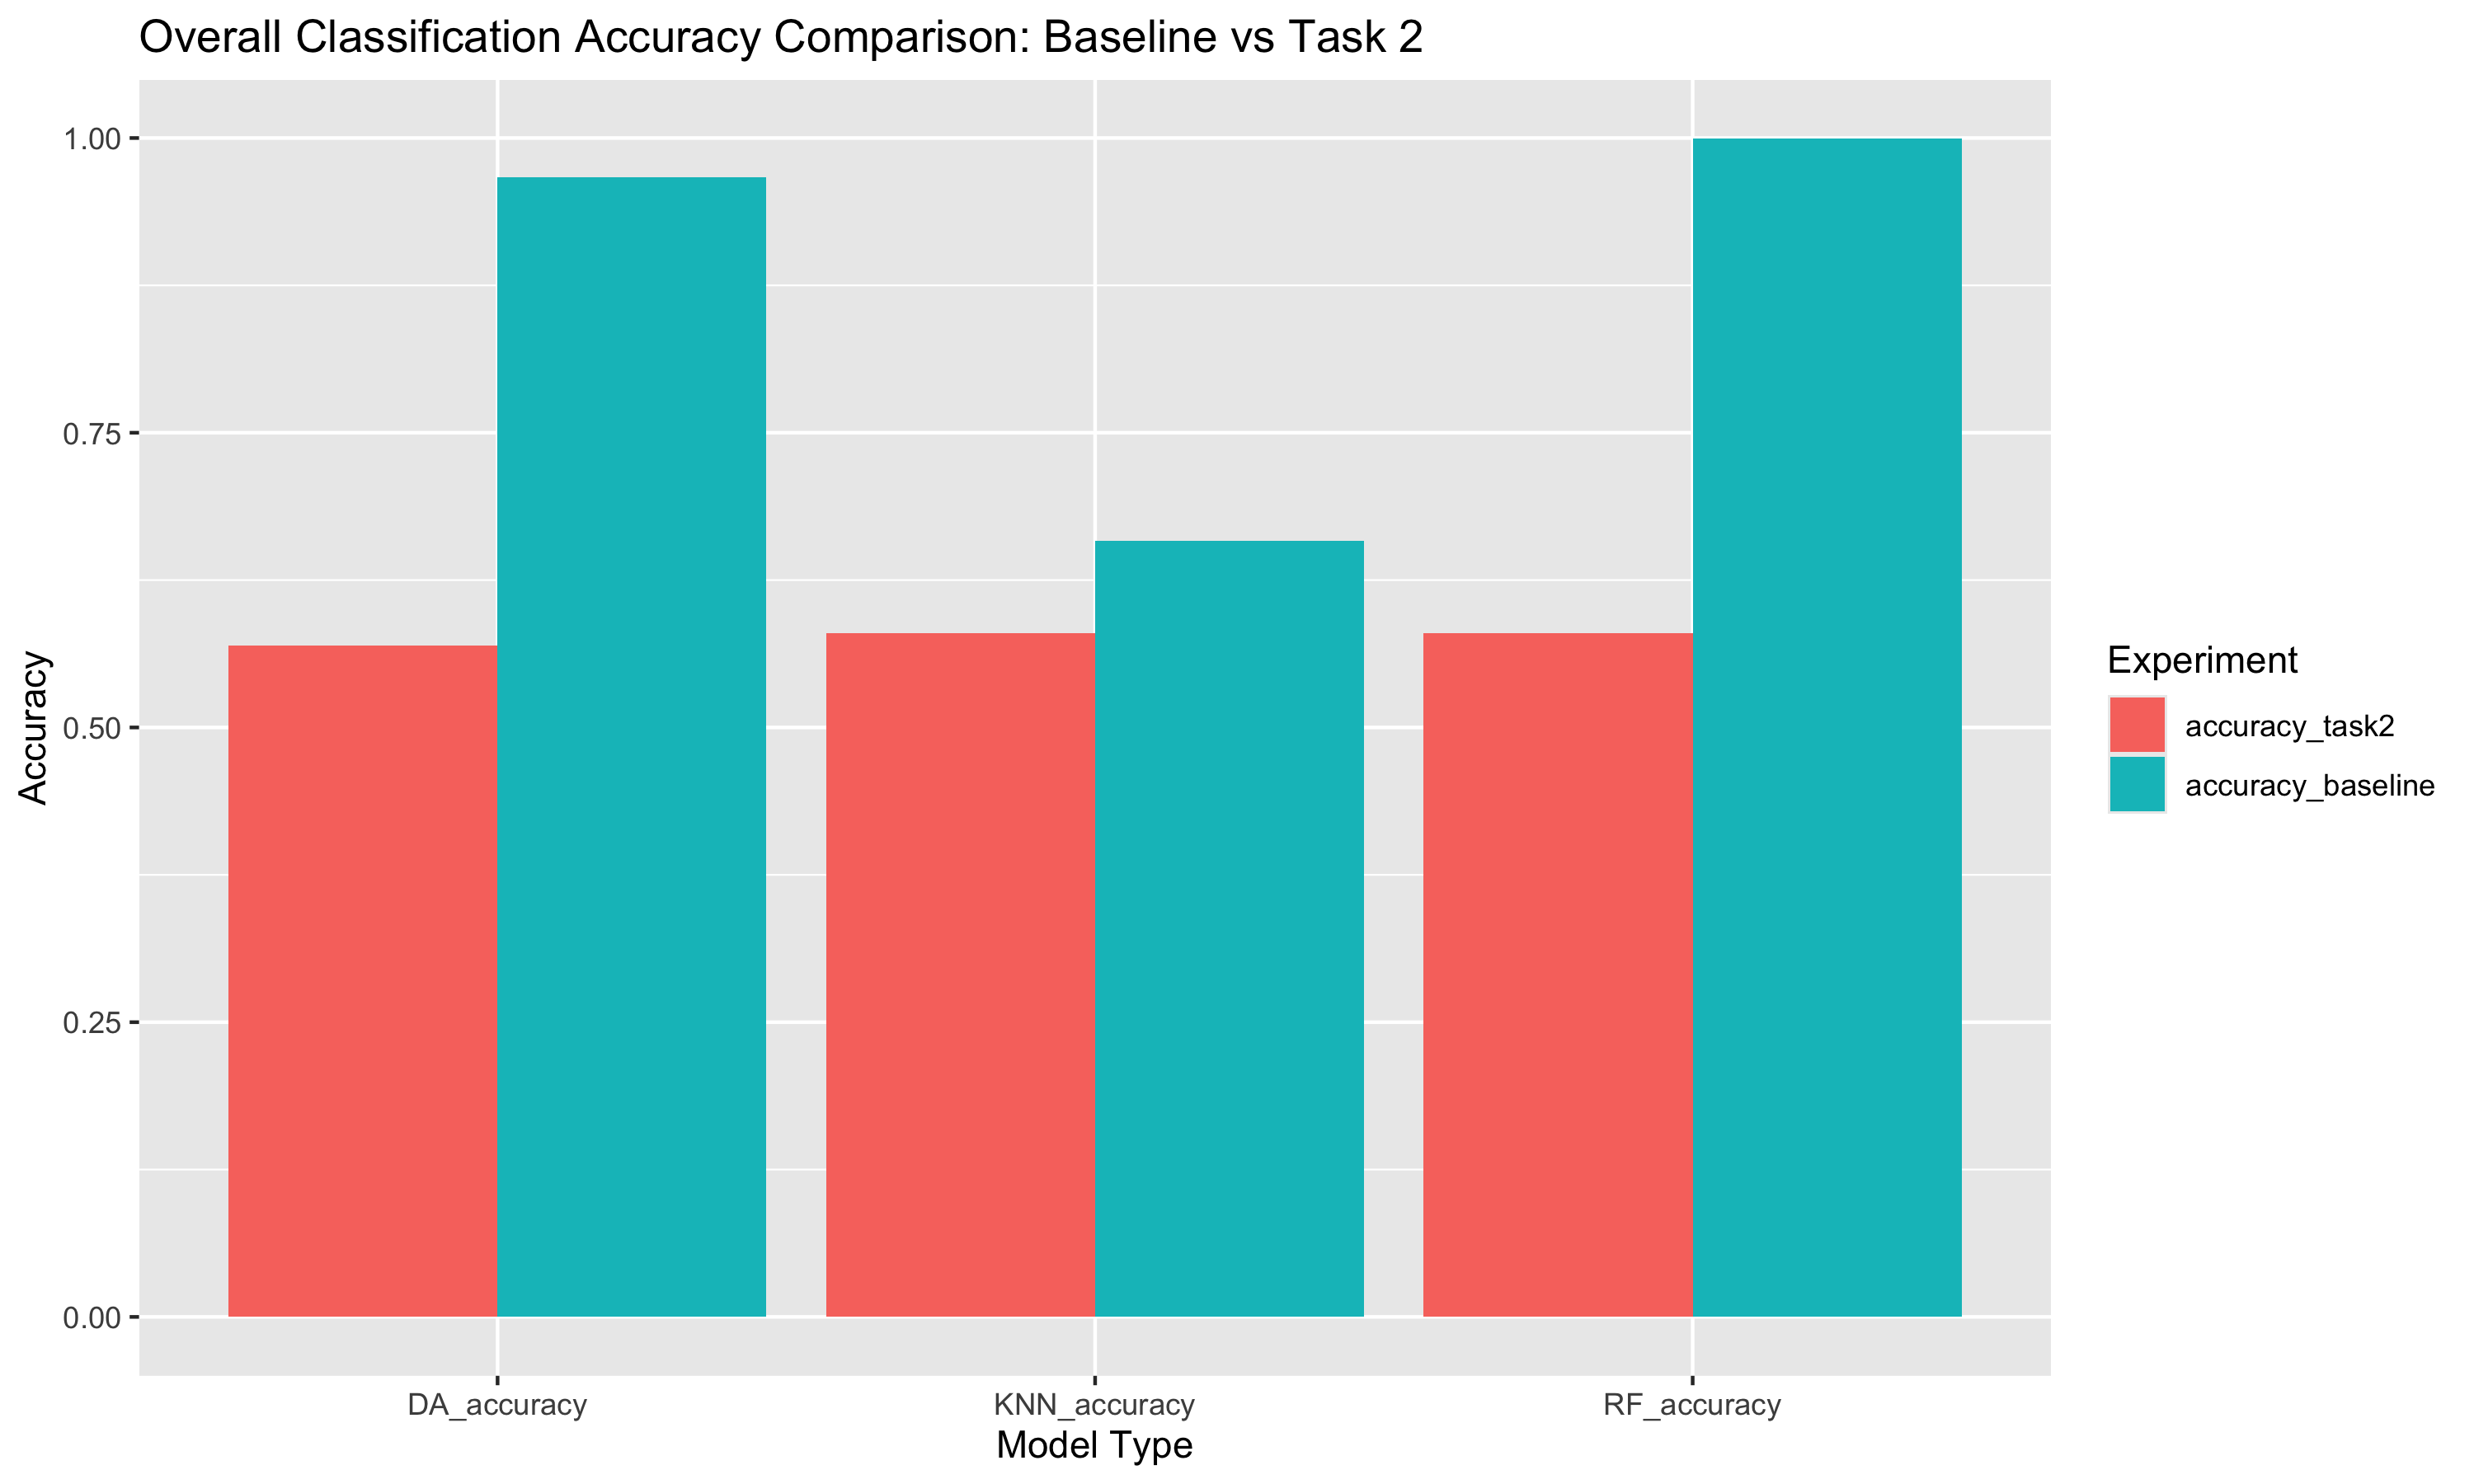 Overall Classification Accuracy Comparison: Baseline vs Task 2
Accuracy
1.00
0.75
0.50
0.25
0.00
DA_accuracy
KNN_accuracy
RF_accuracy
Model Type
Experiment
accuracy_task2
accuracy_baseline